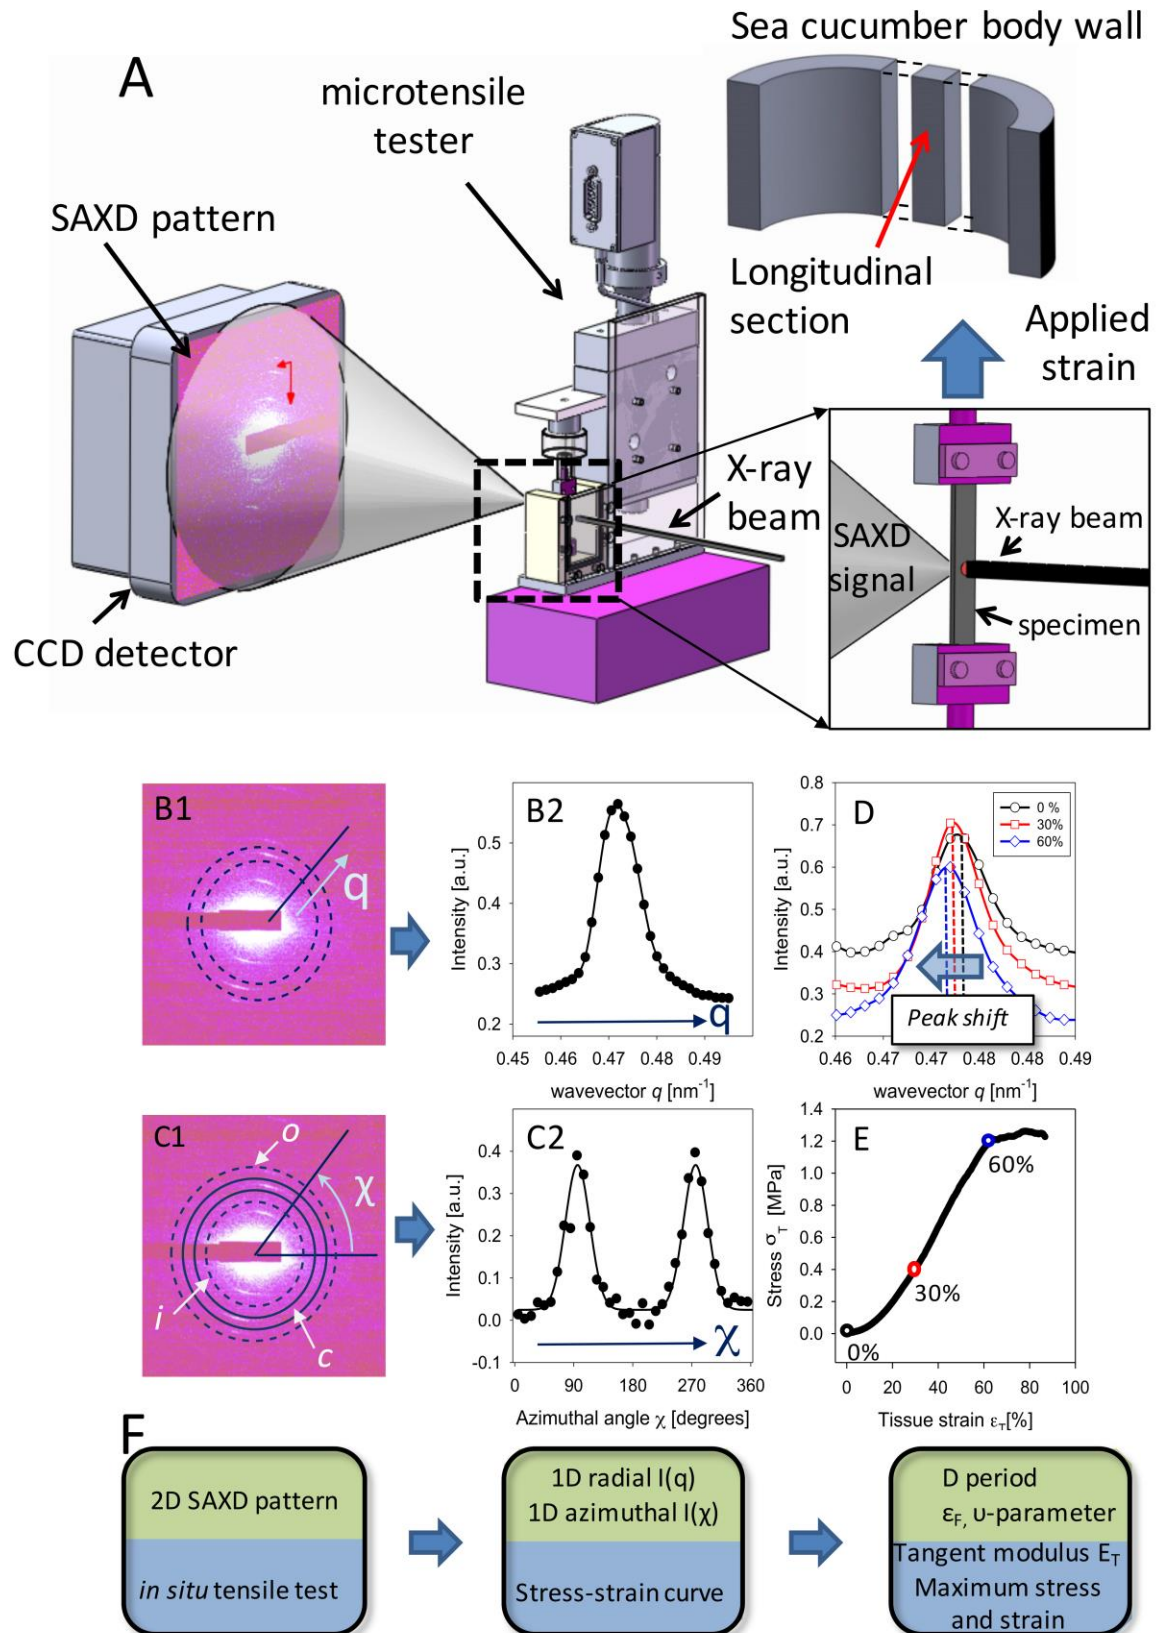 Sea cucumber body wall
A
microtensile
tester
SAXD pattern
Longitudinal
section
Applied
strain
X-ray
beam
SAXD
signal
X-ray beam
specimen
CCD detector
B1
q
B2
Intensity [a.u.]
0.5
0.4
0.3
0.2
q
0.45 0.46 0.47 0.48 0.49
wavevector q [nm⁻¹]
D
0 %
30%
60%
Intensity [a.u.]
0.8
0.7
0.6
0.5
0.4
0.3
0.2
Peak shift
0.46 0.47 0.47 0.48 0.48 0.49
wavevector q [nm⁻¹]
C1
o
χ
i
c
C2
Intensity [a.u.]
0.4
0.3
0.2
0.1
0.0
-0.1
χ
0 90 180 270 360
Azimuthal angle χ [degrees]
E
Stress σT [MPa]
1.4
1.2
1.0
0.8
0.6
0.4
0.2
0.0
60%
30%
0%
0 20 40 60 80 100
Tissue strain εT[%]
F
2D SAXD pattern
in situ tensile test
1D radial I(q)
1D azimuthal I(χ)
Stress-strain curve
D period
εF, υ-parameter
Tangent modulus ET
Maximum stress
and strain